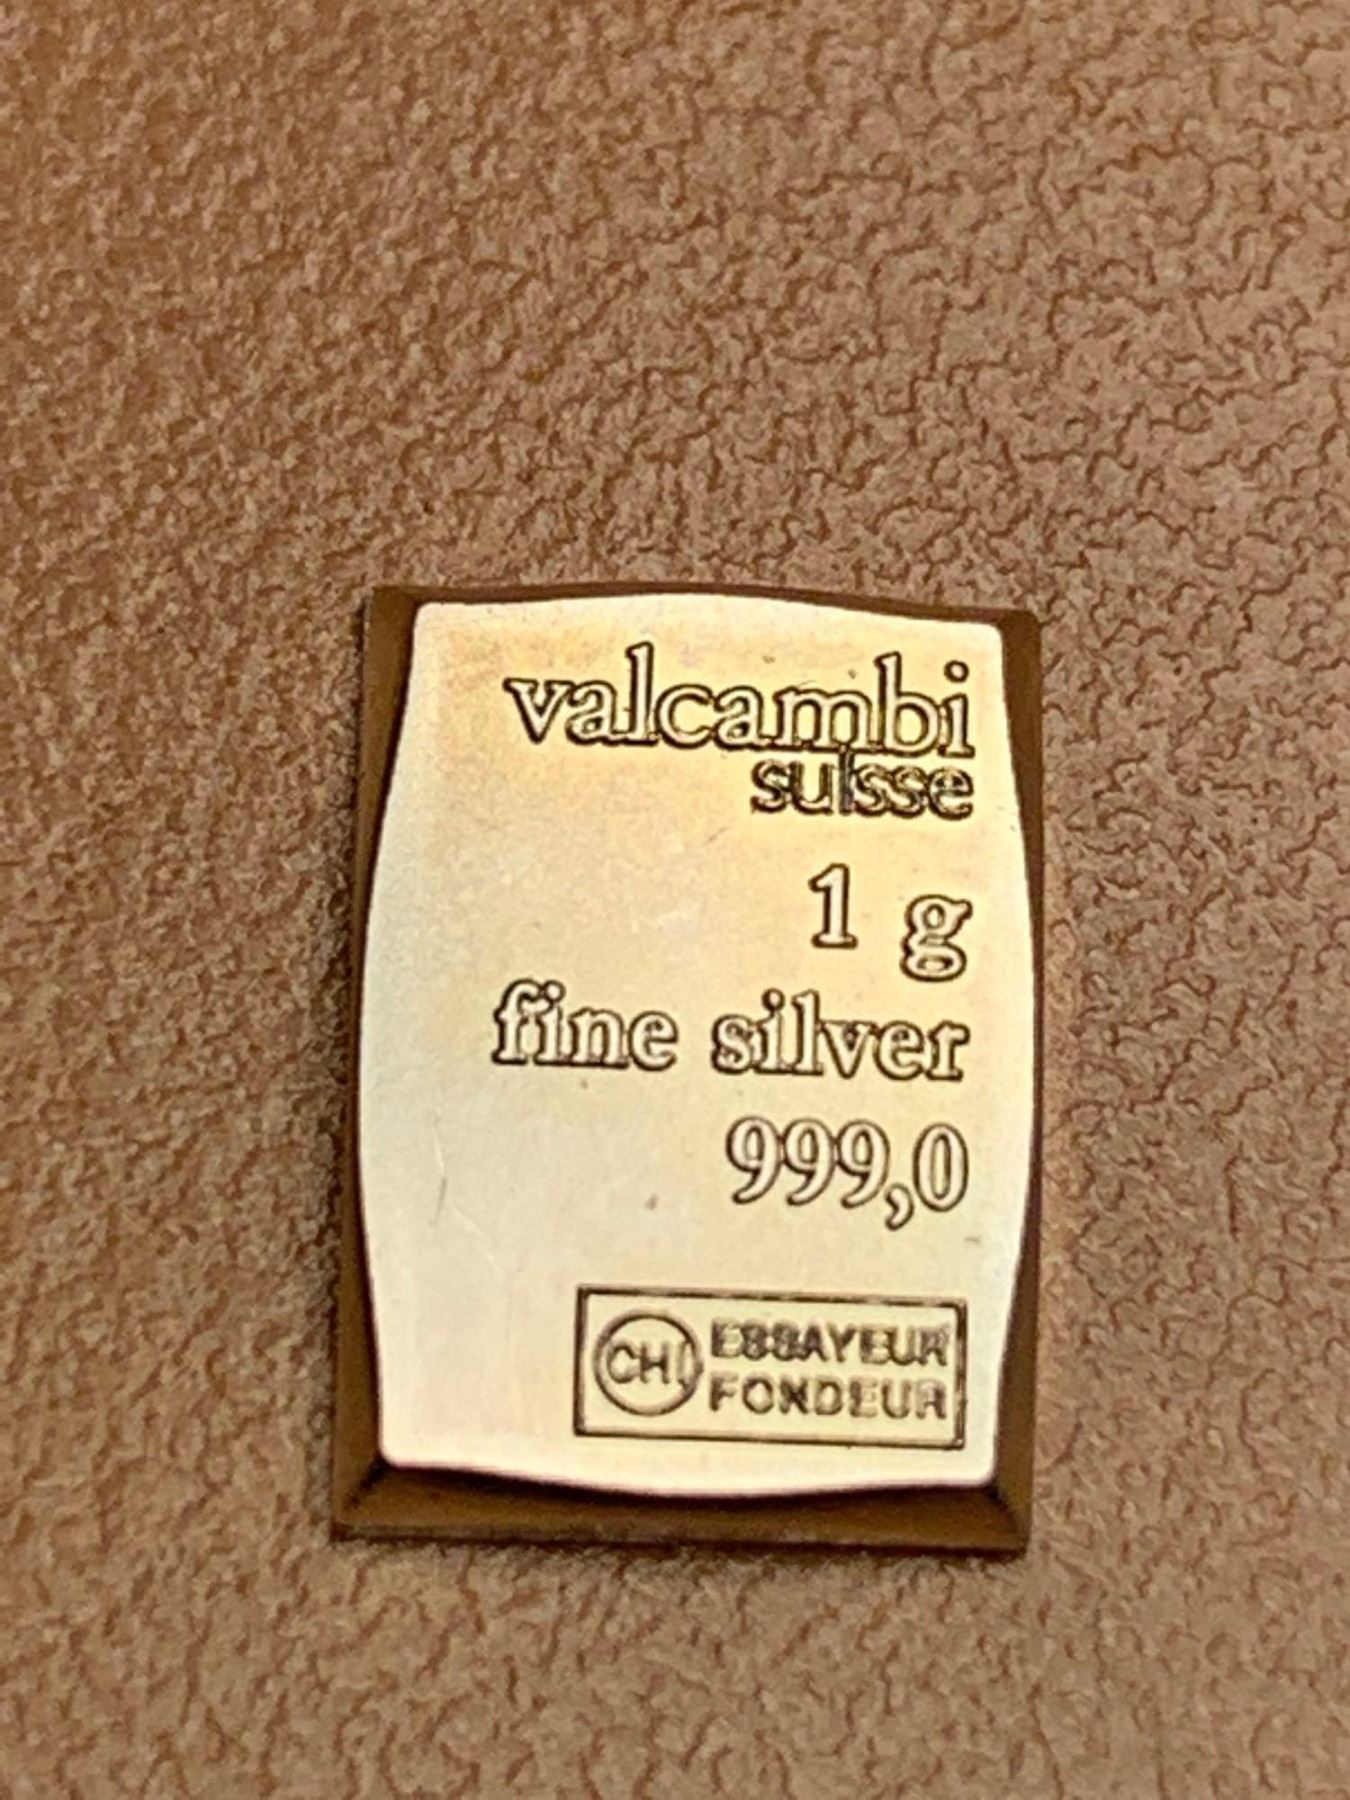 valcambi
suisse
1 g
fine silver
999,0
CHI ESSAYEUR
FONDEUR